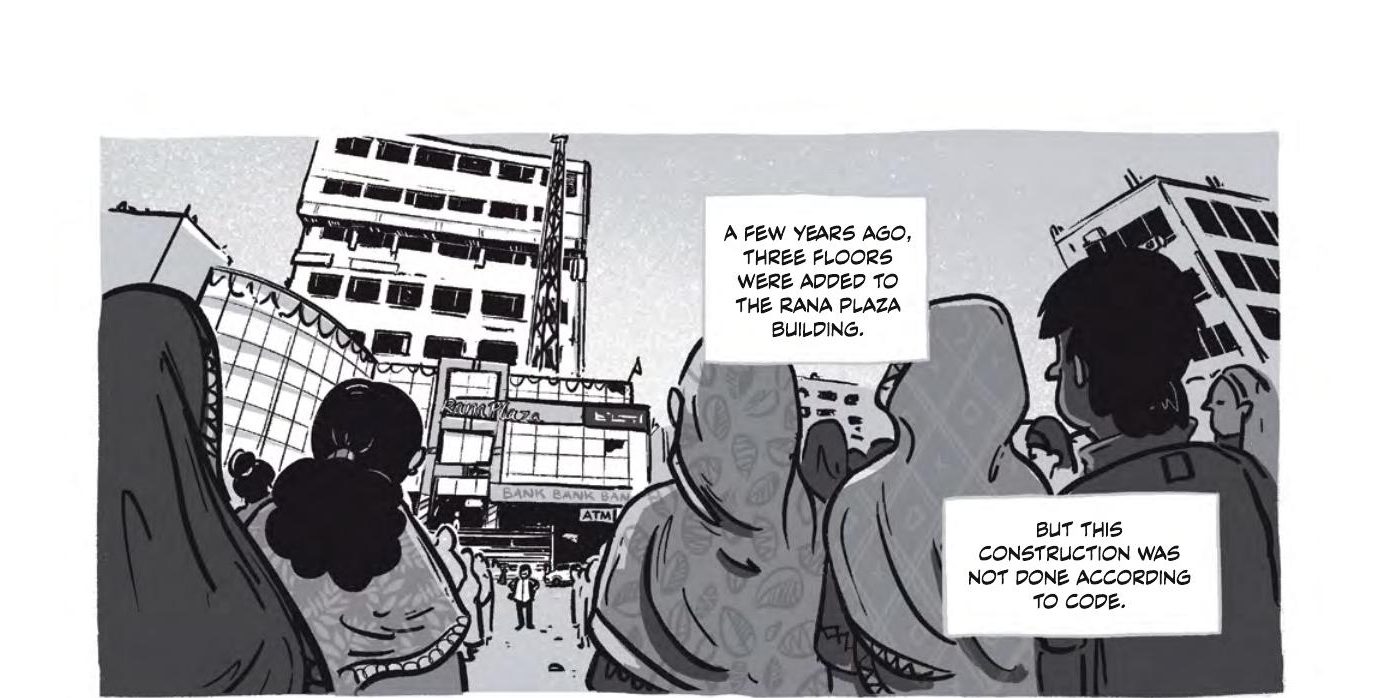 A FEW YEARS AGO,
THREE FLOORS
WERE ADDED TO
THE RANA PLAZA
BUILDING.
Rana Plaza
BANK BANK BAN
ATM
BUT THIS
CONSTRUCTION WAS
NOT DONE ACCORDING
TO CODE.